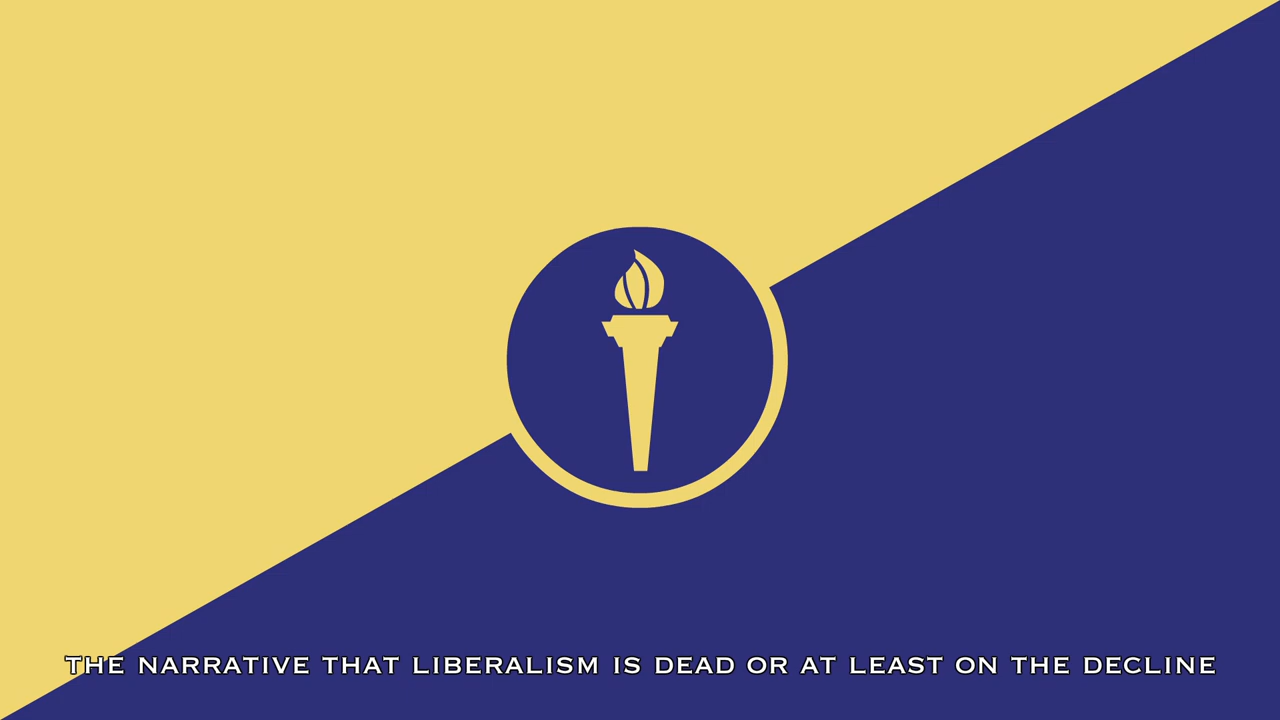 THE NARRATIVE THAT LIBERALISM IS DEAD OR AT LEAST ON THE DECLINE